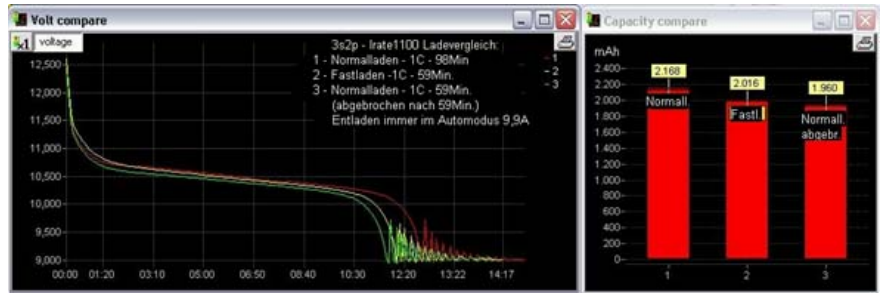 Volt compare
x1 voltage
3s2p - Irate1100 Ladevergleich:
1 - Normalladen - 1C - 98Min
2 - Fastladen -1C - 59Min.
3 - Normalladen - 1C - 59Min.
(abgebrochen nach 59Min.)
Entladen immer im Automodus 9,9A
1
2
3
12,500
12,000
11,500
11,000
10,500
10,000
9,500
9,000
00:00 01:20 03:10 05:00 06:50 08:40 10:30 12:20 13:22 14:17
Capacity compare
mAh
2.400
2.200
2.000
1.800
1.600
1.400
1.200
1.000
800
600
400
200
0
2.168
Normall.
2.016
Fastl.
1.960
Normall.
abgebr.
1 2 3